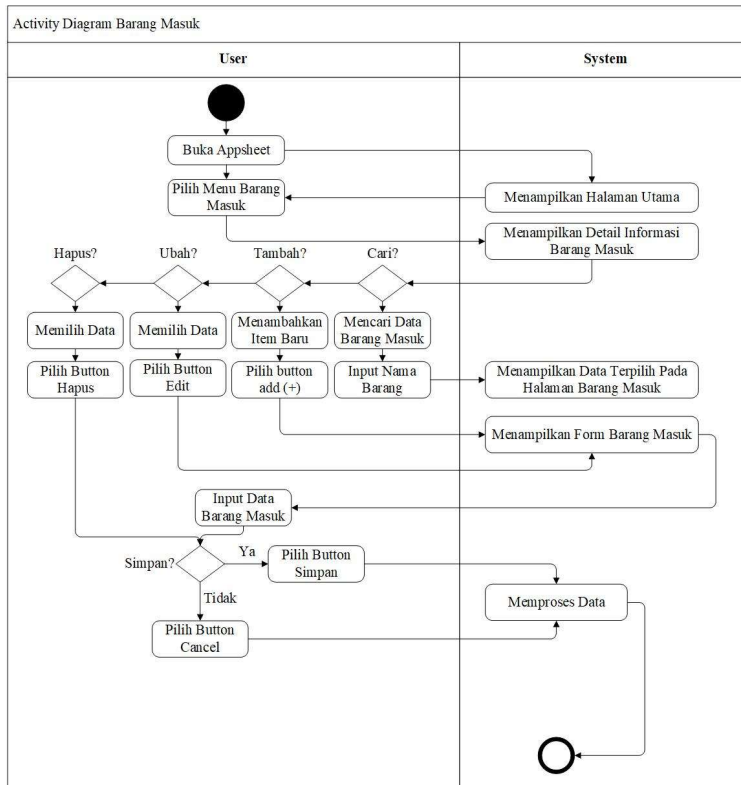 Activity Diagram Barang Masuk
User
System
Buka Appsheet
Pilih Menu Barang
Masuk
Menampilkan Halaman Utama
Menampilkan Detail Informasi
Barang Masuk
Hapus?
Ubah?
Tambah?
Cari?
Memilih Data
Memilih Data
Menambahkan
Item Baru
Mencari Data
Barang Masuk
Pilih Button
Hapus
Pilih Button
Edit
Pilih button
add (+)
Input Nama
Barang
Menampilkan Data Terpilih Pada
Halaman Barang Masuk
Menampilkan Form Barang Masuk
Input Data
Barang Masuk
Simpan?
Ya
Pilih Button
Simpan
Tidak
Memproses Data
Pilih Button
Cancel